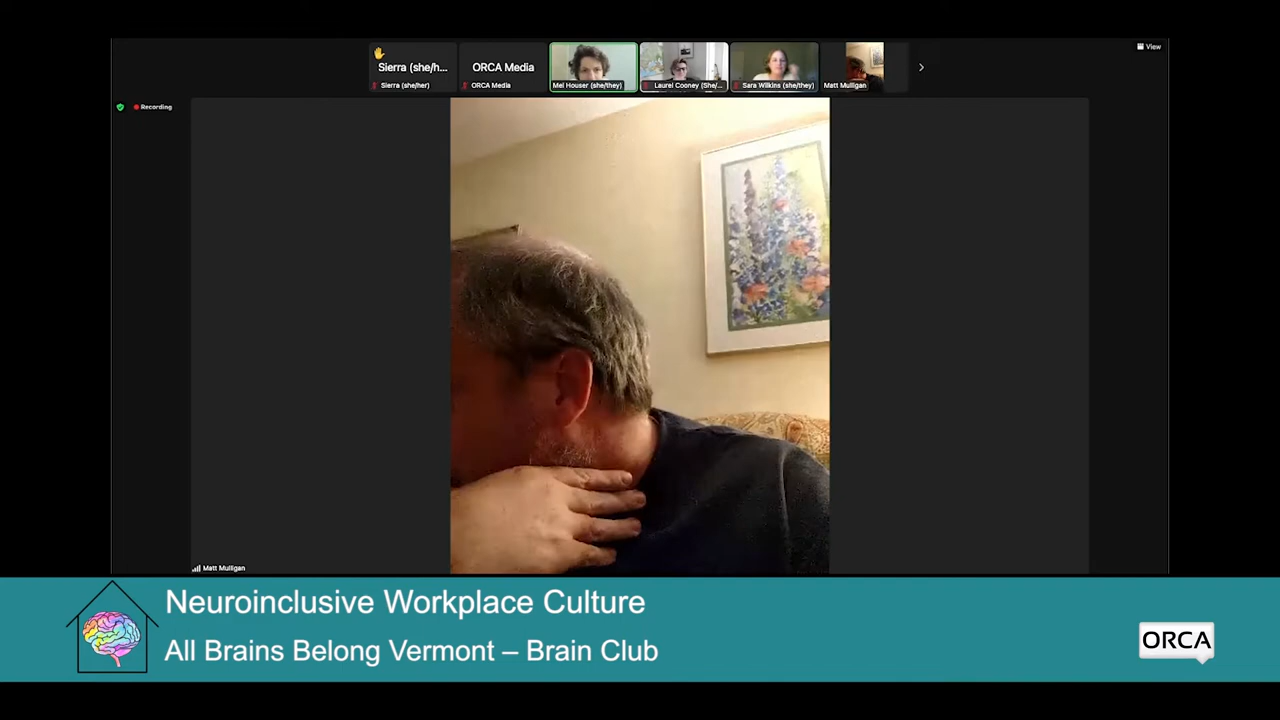 Sierra (she/h...
Sierra (she/her)
ORCA Media
ORCA Media
Mel Houser (she/they)
Laurel Cooney (She/...
Sara Wilkins (she/they)
Matt Mulligan
View
Recording
Matt Mulligan
Neuroinclusive Workplace Culture
All Brains Belong Vermont – Brain Club
ORCA